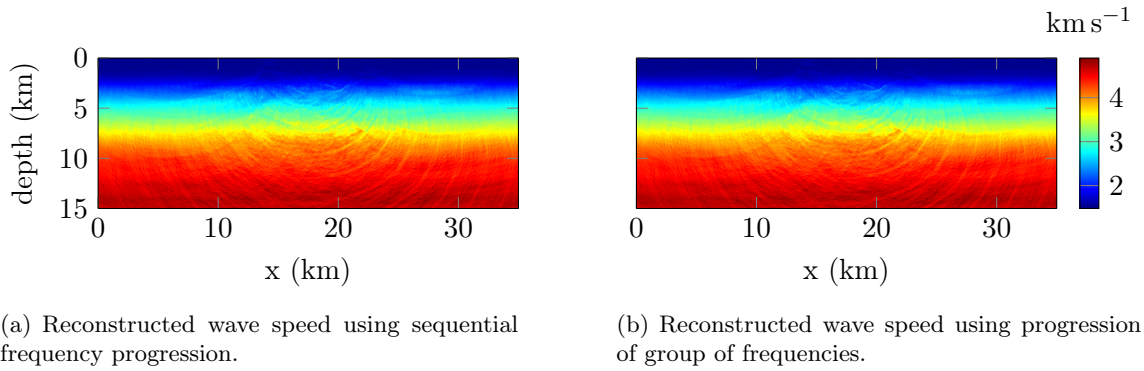 km s−1
0
5
10
15
depth (km)
0 10 20 30
x (km)
0 10 20 30
x (km)
4
3
2
(a) Reconstructed wave speed using sequential
frequency progression.
(b) Reconstructed wave speed using progression
of group of frequencies.